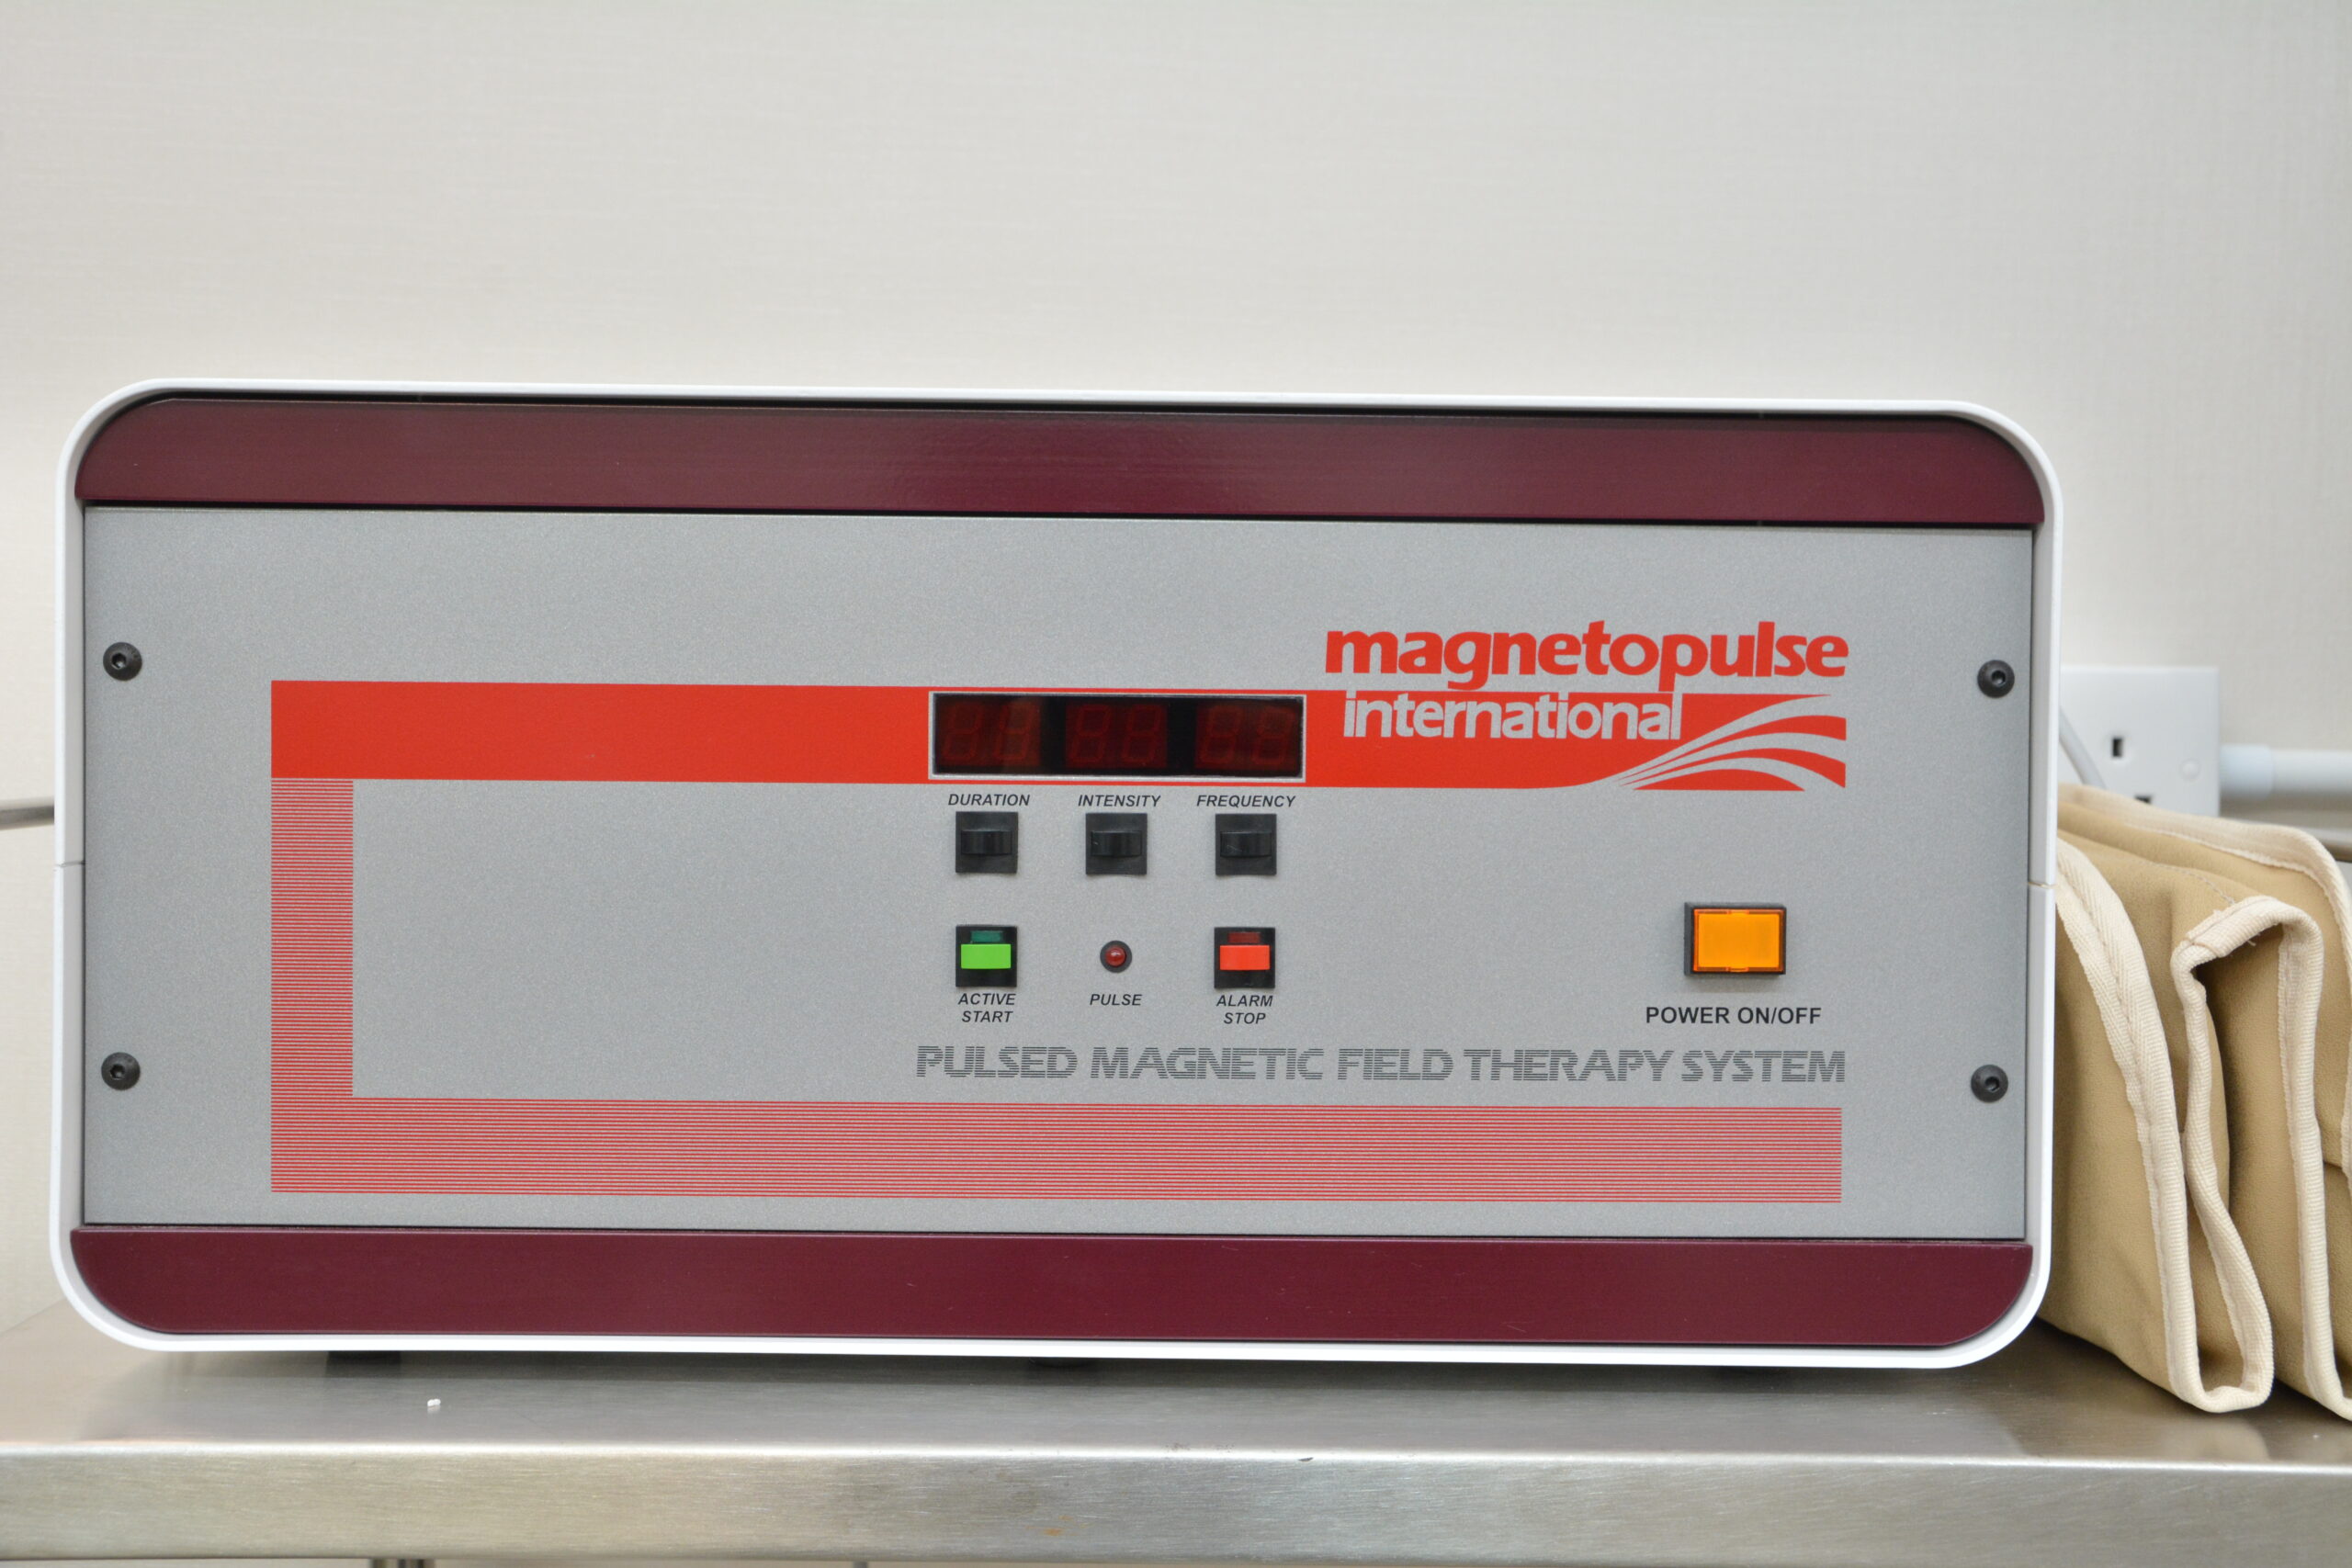 magnetopulse
international
DURATION INTENSITY FREQUENCY
ACTIVE START
PULSE
ALARM STOP
POWER ON/OFF
PULSED MAGNETIC FIELD THERAPY SYSTEM